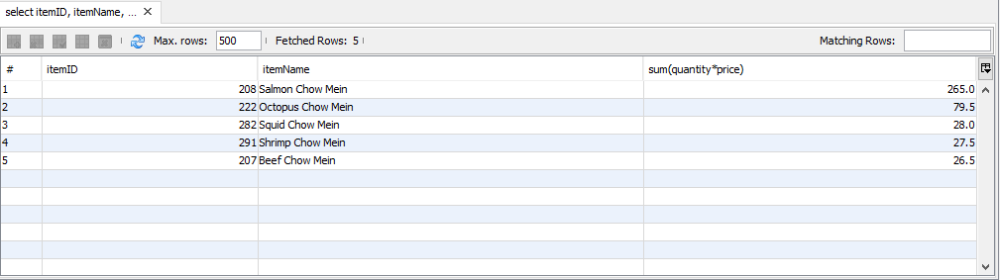 select itemID, itemName, ... ×
Max. rows: 500 Fetched Rows: 5 Matching Rows:
# itemID itemName sum(quantity*price)
1 208 Salmon Chow Mein 265.0
2 222 Octopus Chow Mein 79.5
3 282 Squid Chow Mein 28.0
4 291 Shrimp Chow Mein 27.5
5 207 Beef Chow Mein 26.5